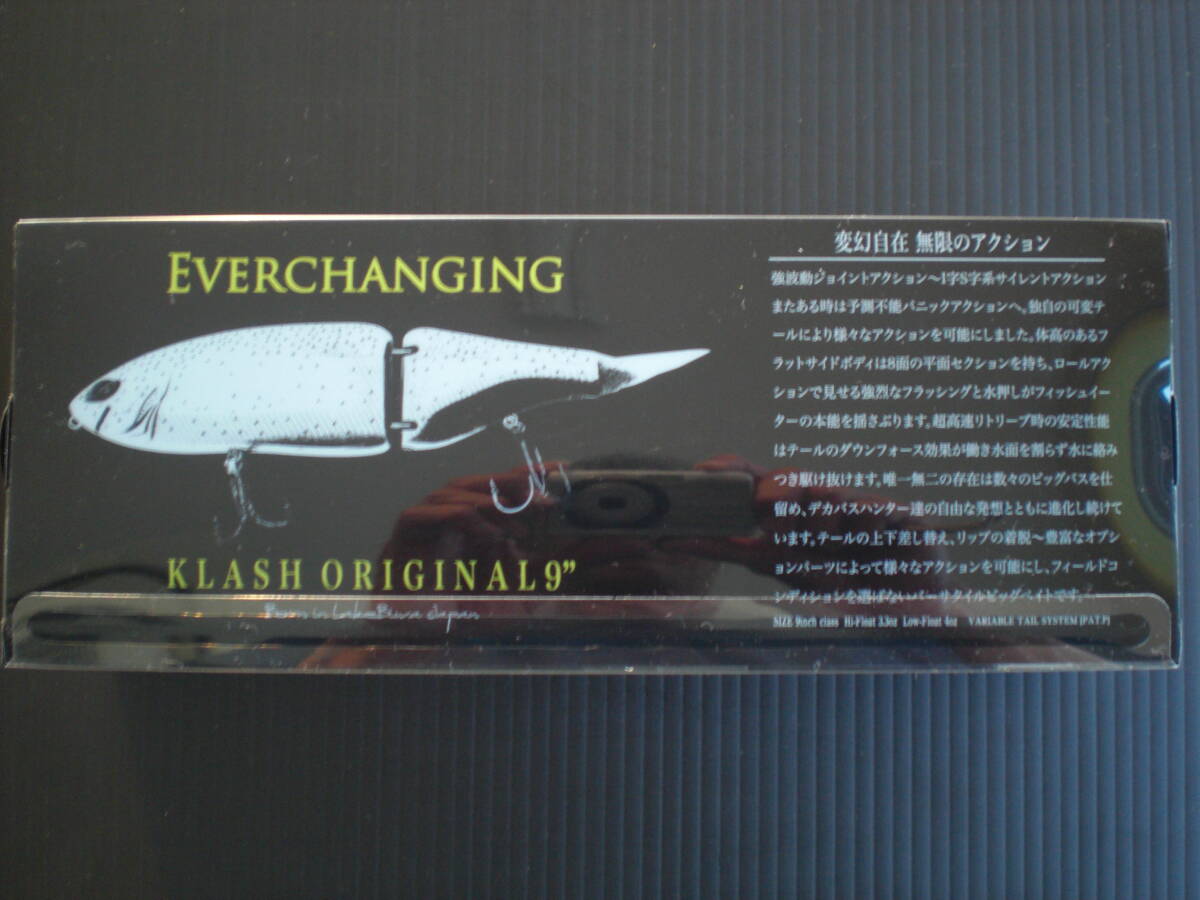 EVERCHANGING
KLASH ORIGINAL 9”
Born in Lake Biwa Japan
変幻自在 無限のアクション
強波動ジョイントアクション〜I字S字系サイレントアクション
またある時は予測不能パニックアクションへ。独自の可変テ
ールにより様々なアクションを可能にしました。体高のあるフ
ラットサイドボディは8面の平面セクションを持ち、ロールアク
ションで見せる強烈なフラッシングと水押しがフィッシュイー
ターの本能を揺さぶります。超高速リトリーブ時の安定性能
はテールのダウンフォース効果が働き水面を割らず水に絡み
つき駆け抜けます。唯一無二の存在は数々のビッグバスを仕
留め、デカバスハンター達の自由な発想とともに進化し続けて
います。テールの上下差し替え、リップの着脱〜豊富なオプシ
ョンパーツによって様々なアクションを可能にし、フィールドコ
ンディションを選ばないバーサタイルビッグベイトです。
SIZE 9inch class Hi-Float 3.3oz Low-Float 4oz VARIABLE TAIL SYSTEM [PAT.P]